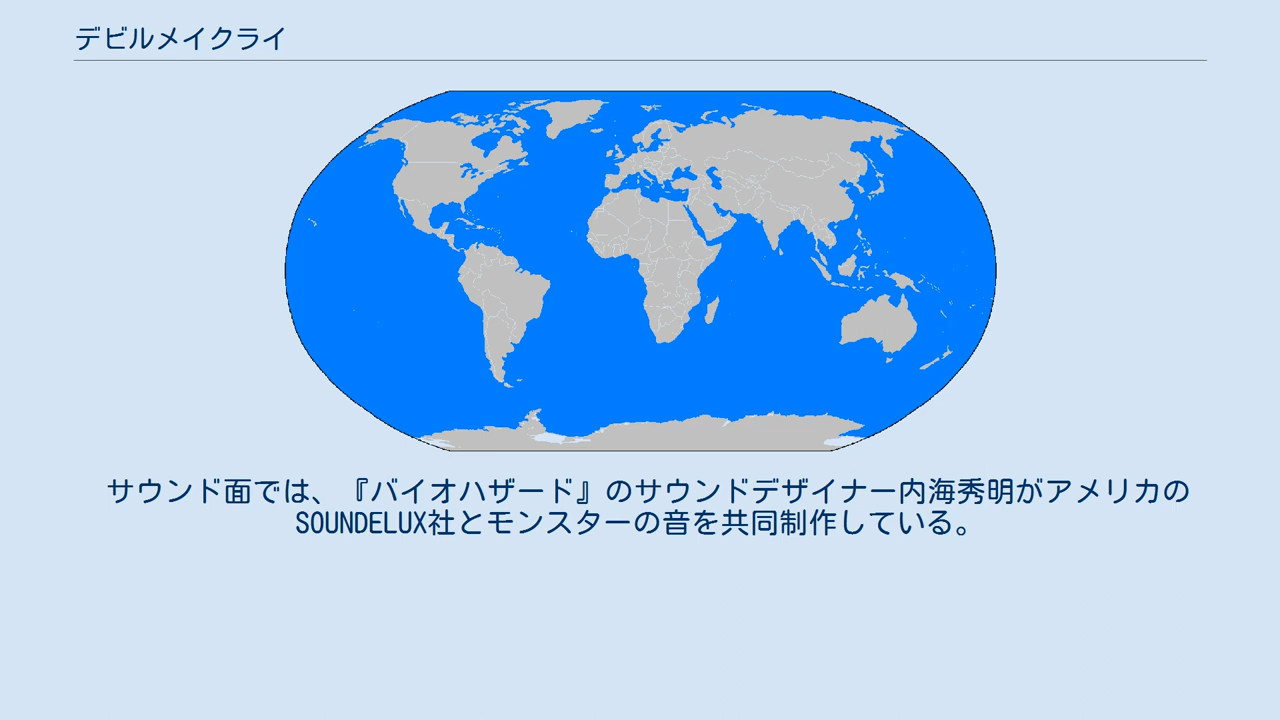 デビルメイクライ
サウンド面では、『バイオハザード』のサウンドデザイナー内海秀明がアメリカの
SOUNDELUX社とモンスターの音を共同制作している。